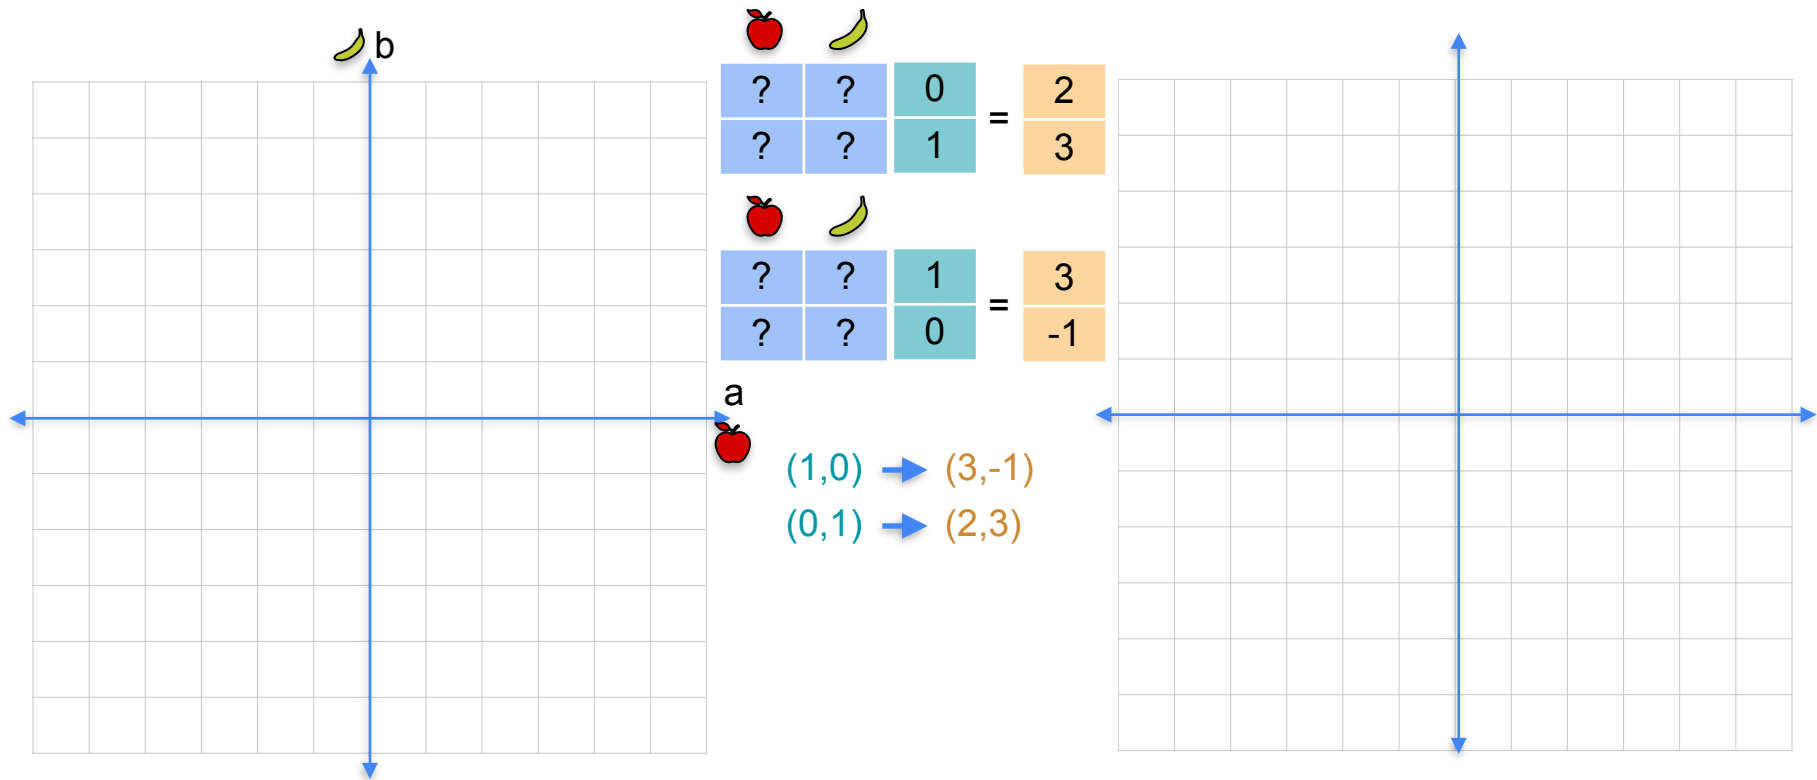 b
? ? 0 = 2
? ? 1 3
? ? 1 = 3
? ? 0 -1
a
(1,0) (3,-1)
(0,1) (2,3)